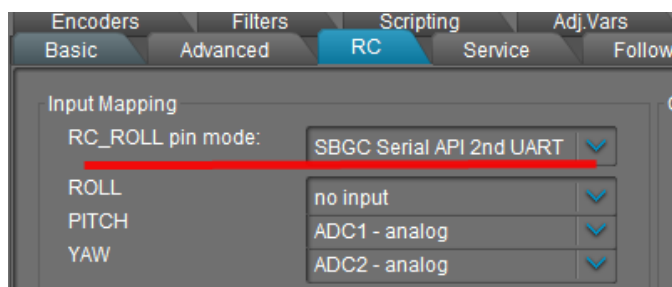 Encoders Filters Scripting Adj.Vars
Basic Advanced RC Service Follow
Input Mapping
RC_ROLL pin mode: SBGC Serial API 2nd UART
ROLL no input
PITCH ADC1 - analog
YAW ADC2 - analog